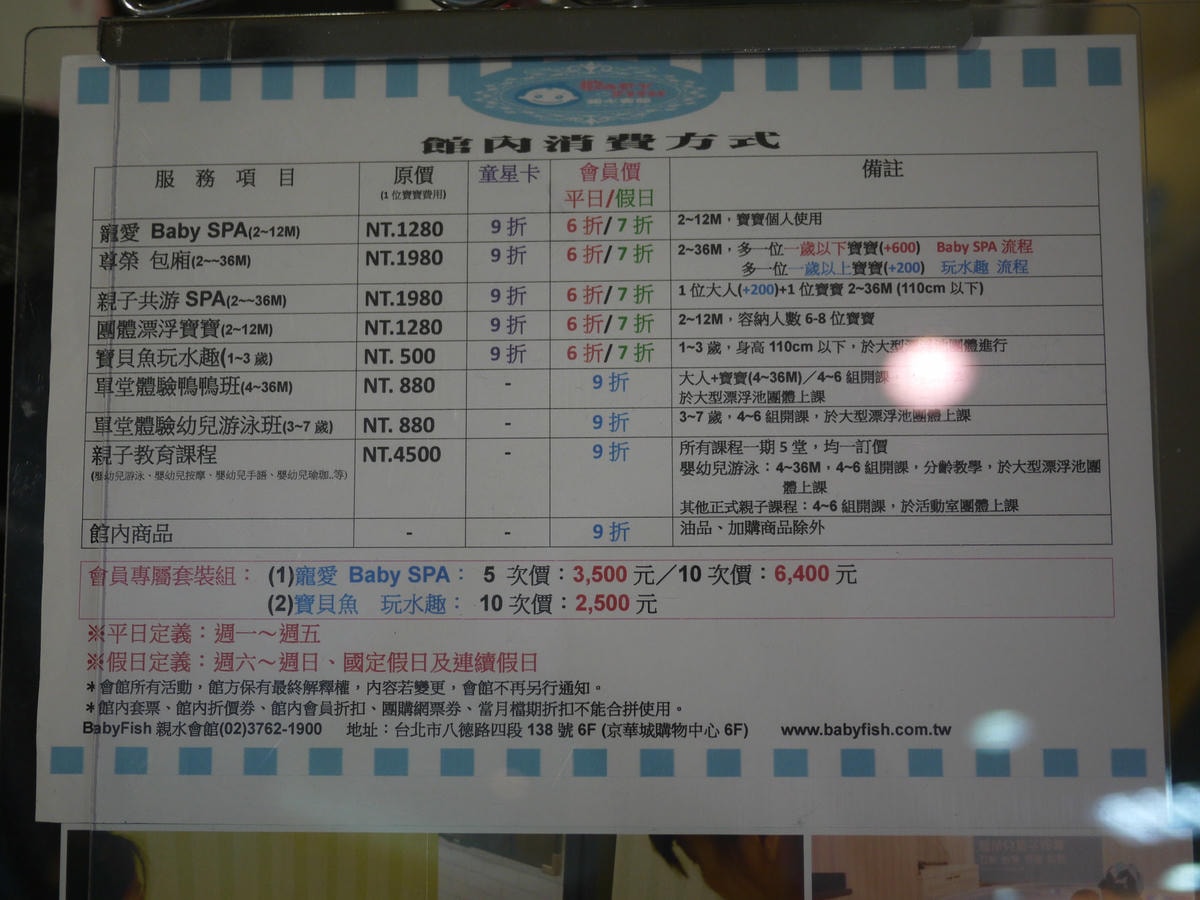 館內消費方式
服務項目 原價 童星卡 會員價 備註
(1位寶寶費用) 平日/假日
寵愛 Baby SPA(2~12M) NT.1280 9折 6折/7折 2~12M，寶寶個人使用
尊榮 包廂(2~~36M) NT.1980 9折 6折/7折 2~36M，多一位一歲以下寶寶(+600) Baby SPA 流程
多一位一歲以上寶寶(+200) 玩水趣 流程
親子共游 SPA(2~~36M) NT.1980 9折 6折/7折 1位大人(+200)+1位寶寶 2~36M (110cm 以下)
團體漂浮寶寶(2~12M) NT.1280 9折 6折/7折 2~12M，容納人數 6-8 位寶寶
寶貝魚玩水趣(1~3歲) NT. 500 9折 6折/7折 1~3歲，身高 110cm 以下，於大型漂浮池團體進行
單堂體驗鴨鴨班(4~36M) NT. 880 - 9折 大人+寶寶(4~36M)／4~6 組開課
於大型漂浮池團體上課
單堂體驗幼兒游泳班(3~7歲) NT. 880 - 9折 3~7歲，4~6 組開課，於大型漂浮池團體上課
親子教育課程 NT.4500 - 9折 所有課程一期 5 堂，均一訂價
(嬰幼兒游泳、嬰幼兒按摩、嬰幼兒手語、嬰幼兒瑜珈..等) 嬰幼兒游泳：4~36M，4~6 組開課，分齡教學，於大型漂浮池團
體上課
其他正式親子課程：4~6 組開課，於活動室團體上課
館內商品 - - 9折 油品、加購商品除外
會員專屬套裝組： (1)寵愛 Baby SPA： 5 次價：3,500 元／10 次價：6,400 元
(2)寶貝魚 玩水趣： 10 次價：2,500 元
※平日定義：週一～週五
※假日定義：週六～週日、國定假日及連續假日
＊會館所有活動，館方保有最終解釋權，內容若變更，會館不再另行通知。
＊館內套票、館內折價券、館內會員折扣、團購網票券、當月檔期折扣不能合拼使用。
BabyFish 親水會館(02)3762-1900 地址：台北市八德路四段 138 號 6F (京華城購物中心 6F) www.babyfish.com.tw